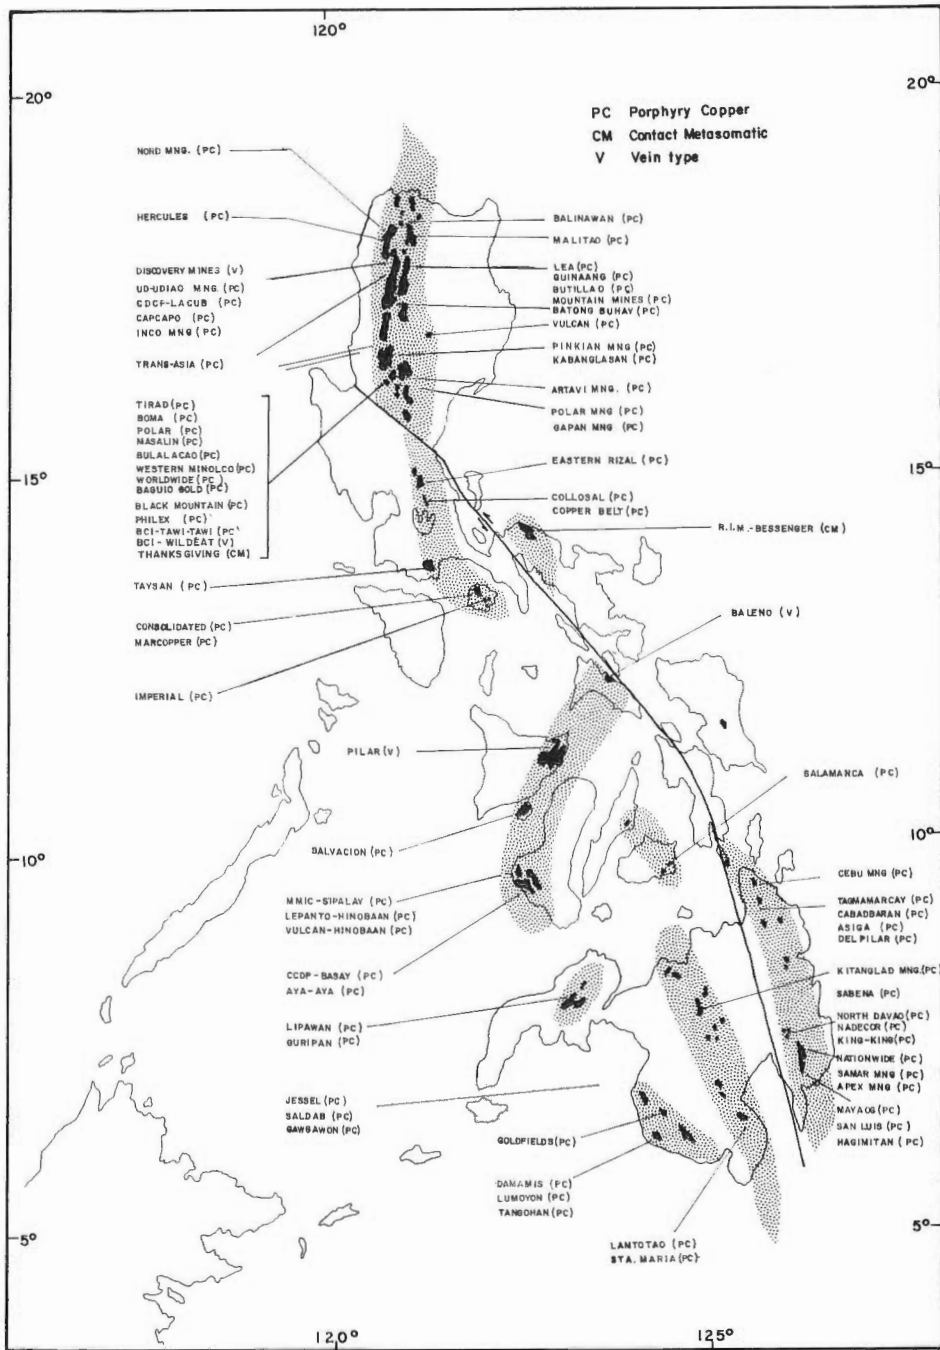 120°
20°
20°
PC Porphyry Copper
CM Contact Metasomatic
V Vein type
NORD MNG. (PC)
HERCULES (PC)
DISCOVERY MINES (V)
UD-UDIAO MNG. (PC)
CDCF-LACUB (PC)
CAPCAPO (PC)
INCO MNG (PC)
TRANS-ASIA (PC)
BALINAWAN (PC)
MALITAO (PC)
LEA (PC)
GUINAANG (PC)
BUTILLAO (PC)
MOUNTAIN MINES (PC)
BATONG BUHAY (PC)
VULCAN (PC)
PINKIAN MNG (PC)
KABANGLASAN (PC)
ARTAVI MNG. (PC)
POLAR MNG (PC)
GAPAN MNG (PC)
TIRAD (PC)
BOMA (PC)
POLAR (PC)
MASALIN (PC)
BULALACAO (PC)
WESTERN MINOLCO (PC)
WORLDWIDE (PC)
BAGUIO GOLD (PC)
BLACK MOUNTAIN (PC)
PHILEX (PC)
BCI-TAWI-TAWI (PC)
BCI-WILDEAT (V)
THANKSGIVING (CM)
15°
15°
EASTERN RIZAL (PC)
COLLOSAL (PC)
COPPER BELT (PC)
R.I.M.-BESSENGER (CM)
TAYSAN (PC)
CONSOLIDATED (PC)
MARCOPPER (PC)
IMPERIAL (PC)
BALENO (V)
PILAR (V)
SALAMANCA (PC)
SALVACION (PC)
10°
10°
MMIC-SIPALAY (PC)
LEPANTO-HINOBAAN (PC)
VULCAN-HINOBAAN (PC)
CCDP-BASAY (PC)
AYA-AYA (PC)
LIPAWAN (PC)
GURIPAN (PC)
CEBU MNG (PC)
TAGMAMARCAY (PC)
CABADBARAN (PC)
ASIGA (PC)
DEL PILAR (PC)
KITANGLAD MNG. (PC)
SABENA (PC)
NORTH DAVAO (PC)
NADECOR (PC)
KING-KING (PC)
NATIONWIDE (PC)
SAMAR MNG (PC)
APEX MNG (PC)
MAYAOG (PC)
SAN LUIS (PC)
HAGIMITAN (PC)
JESSEL (PC)
SALDAB (PC)
GAWGAWON (PC)
GOLDFIELDS (PC)
DAMAMIS (PC)
LUMOYON (PC)
TANGOHAN (PC)
LAMTOTAO (PC)
STA. MARIA (PC)
5°
5°
120°
125°